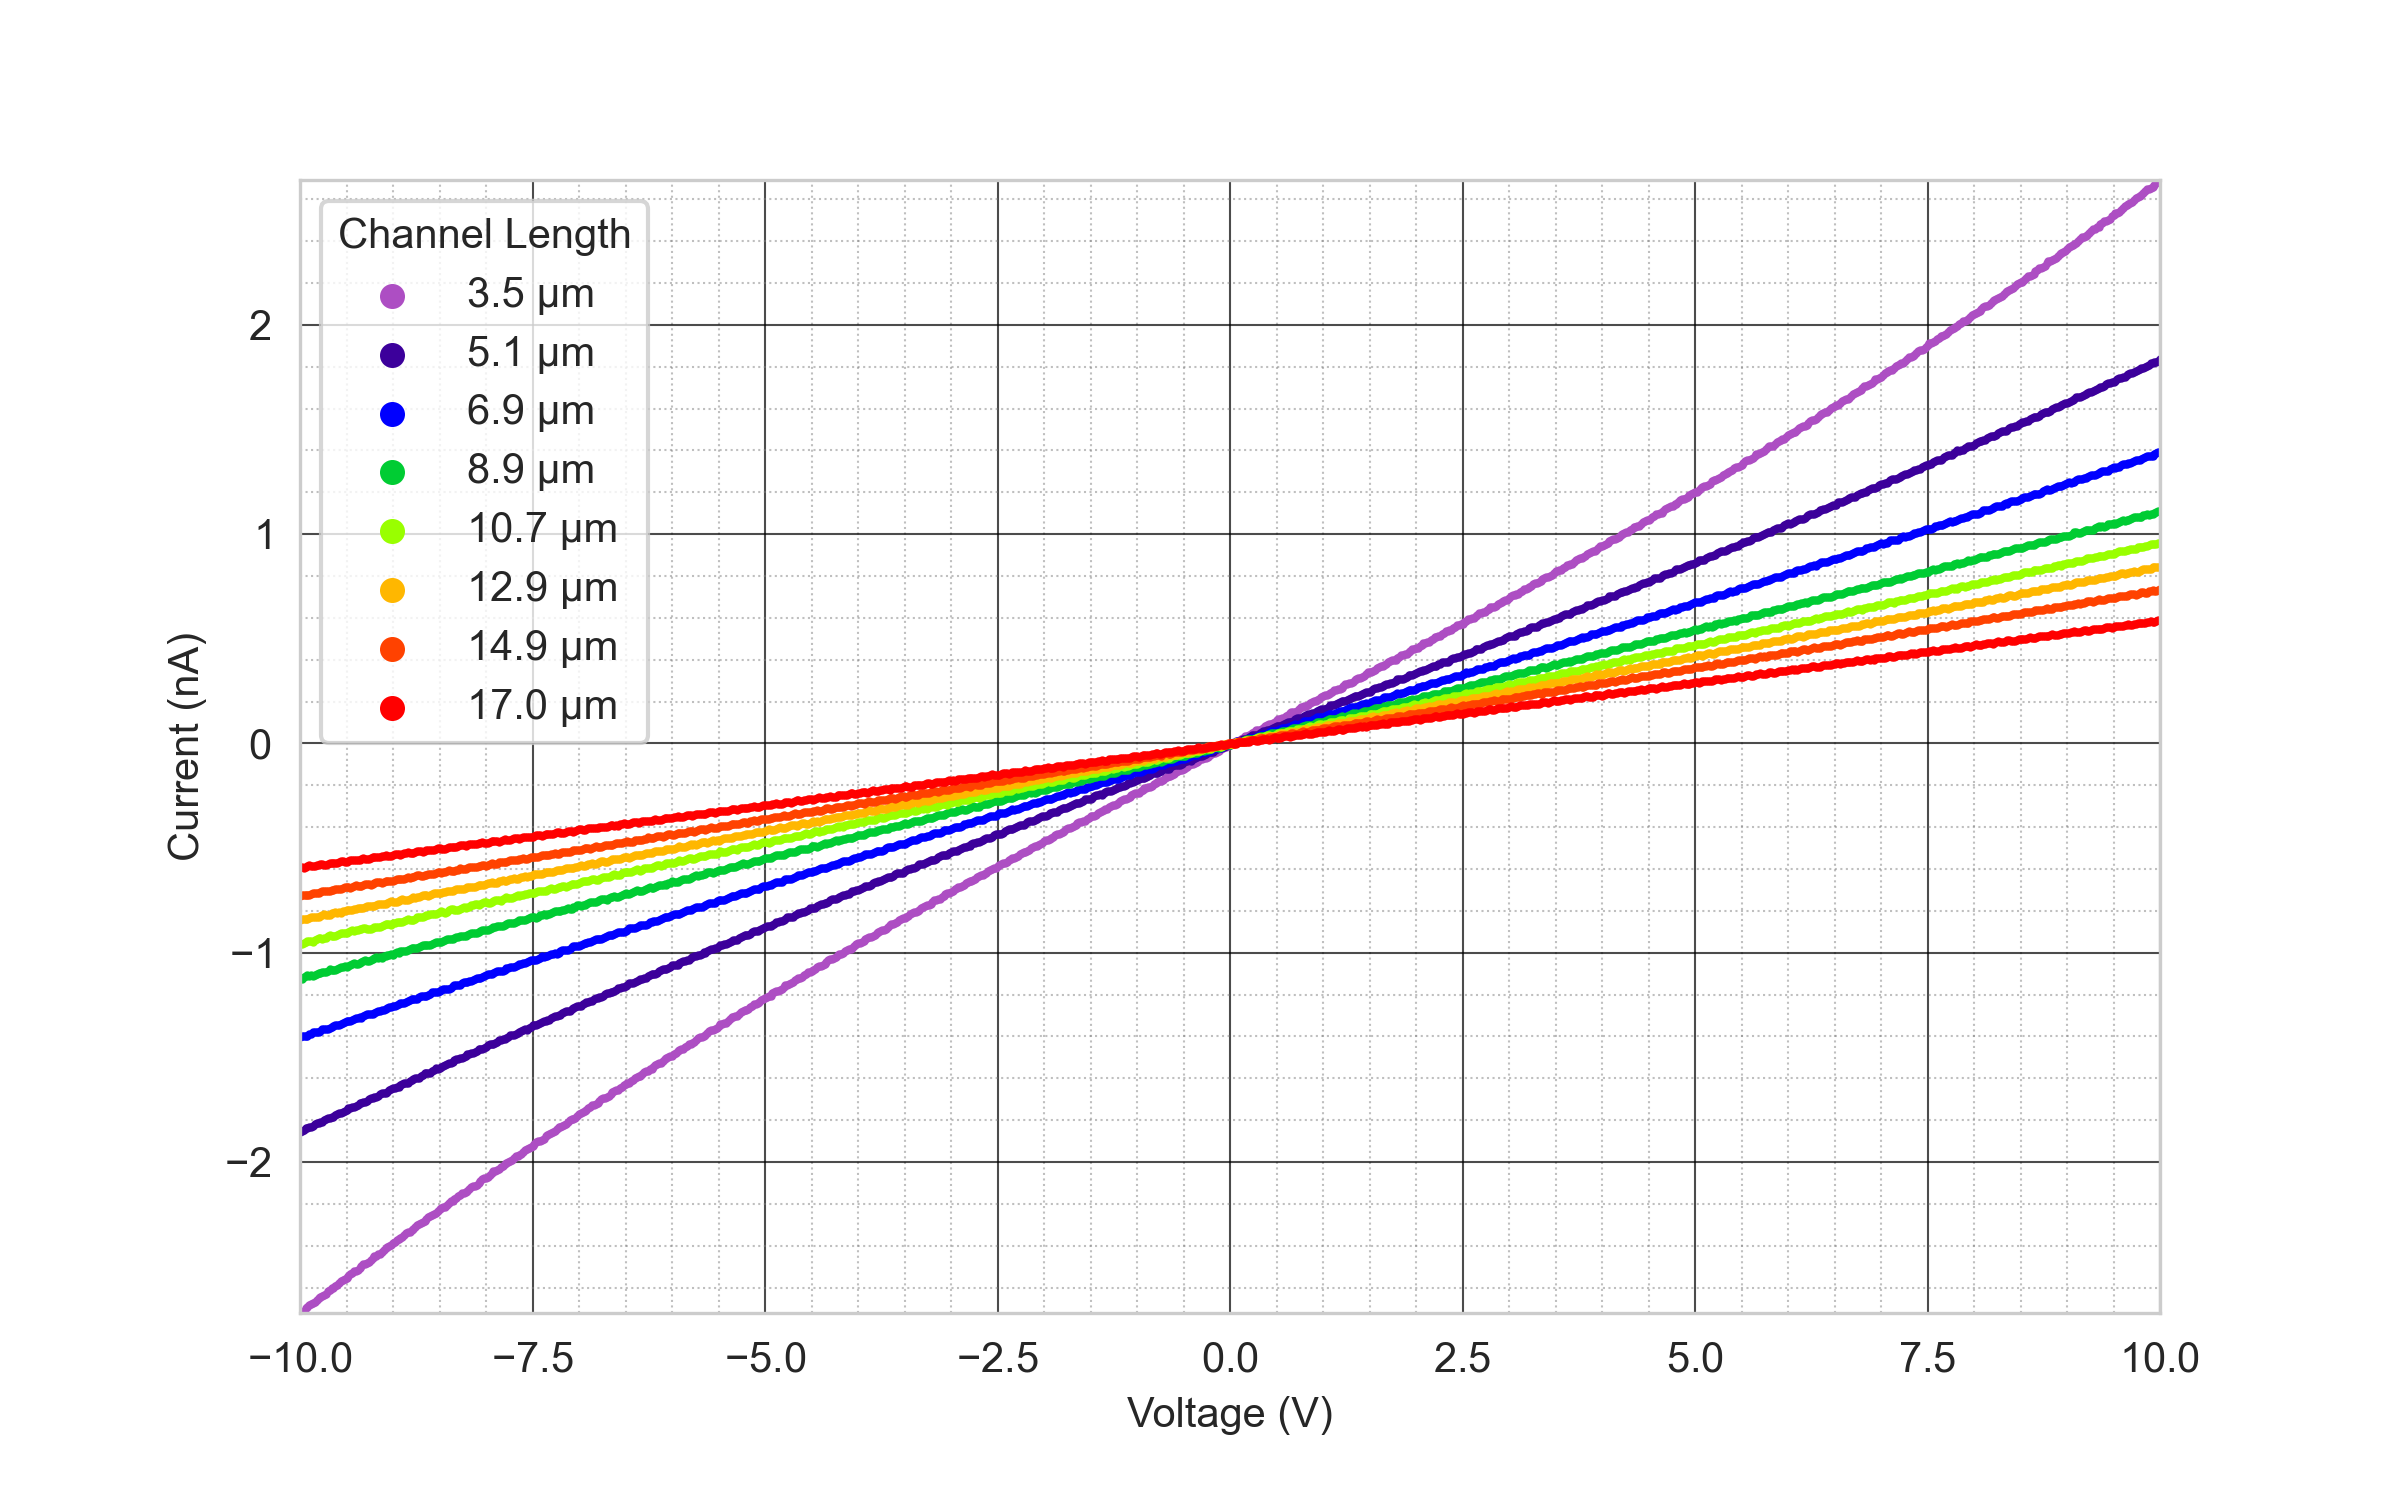 Channel Length
3.5 µm
5.1 µm
6.9 µm
8.9 µm
10.7 µm
12.9 µm
14.9 µm
17.0 µm
Current (nA)
2
1
0
−1
−2
−10.0 −7.5 −5.0 −2.5 0.0 2.5 5.0 7.5 10.0
Voltage (V)